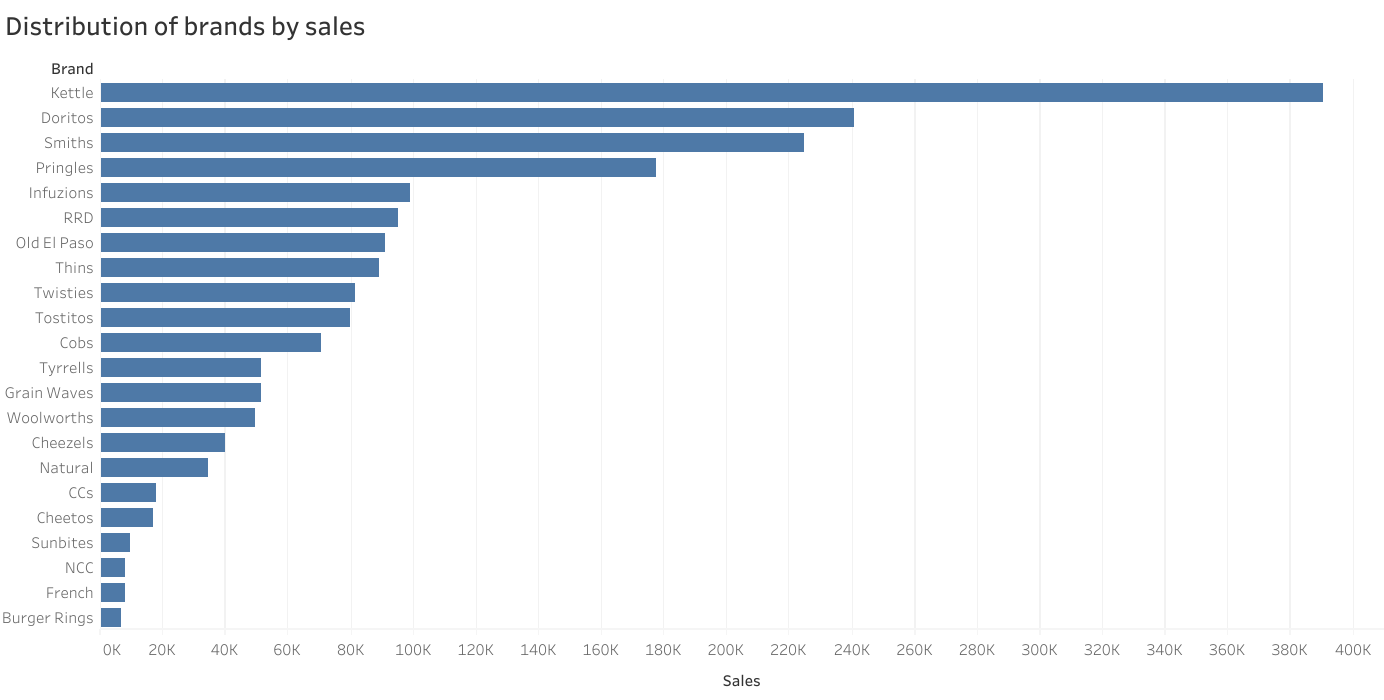 Distribution of brands by sales
Brand
Kettle
Doritos
Smiths
Pringles
Infuzions
RRD
Old El Paso
Thins
Twisties
Tostitos
Cobs
Tyrrells
Grain Waves
Woolworths
Cheezels
Natural
CCs
Cheetos
Sunbites
NCC
French
Burger Rings
0K 20K 40K 60K 80K 100K 120K 140K 160K 180K 200K 220K 240K 260K 280K 300K 320K 340K 360K 380K 400K
Sales